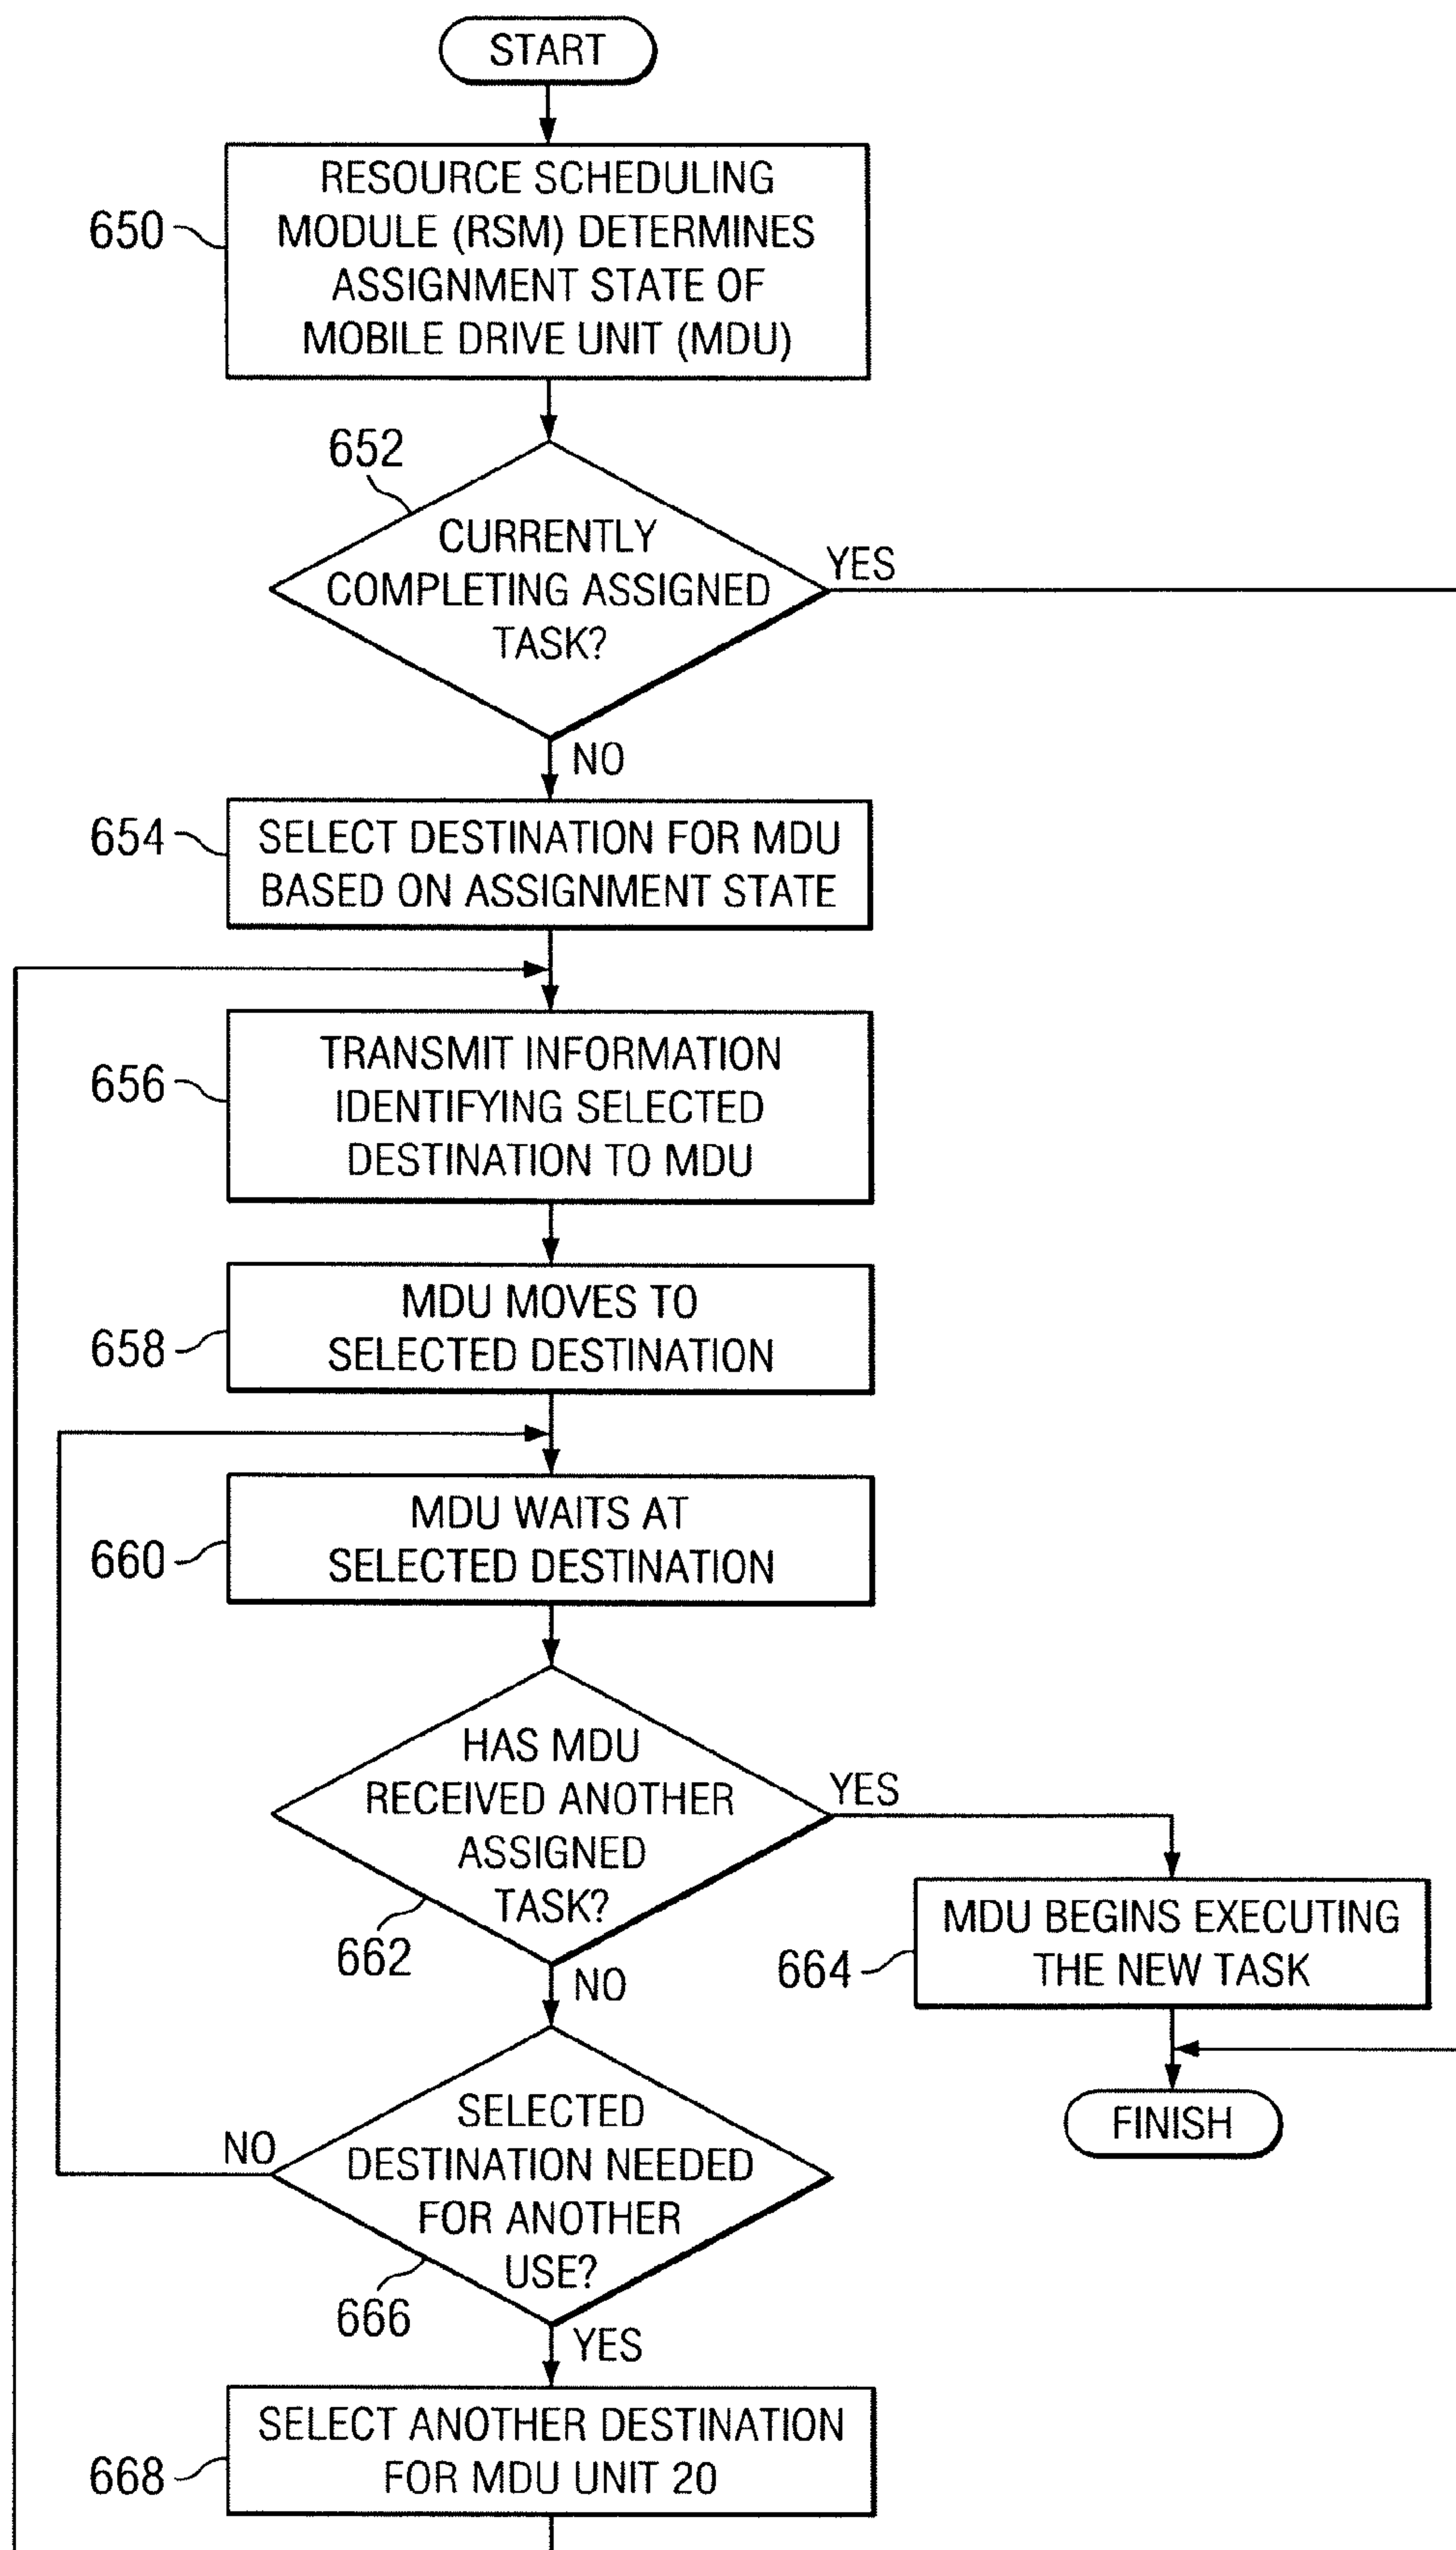 START
RESOURCE SCHEDULING
MODULE (RSM) DETERMINES
ASSIGNMENT STATE OF
MOBILE DRIVE UNIT (MDU)
650
652
CURRENTLY
COMPLETING ASSIGNED
TASK?
YES
NO
654
SELECT DESTINATION FOR MDU
BASED ON ASSIGNMENT STATE
656
TRANSMIT INFORMATION
IDENTIFYING SELECTED
DESTINATION TO MDU
658
MDU MOVES TO
SELECTED DESTINATION
660
MDU WAITS AT
SELECTED DESTINATION
HAS MDU
RECEIVED ANOTHER
ASSIGNED
TASK?
YES
662
NO
664
MDU BEGINS EXECUTING
THE NEW TASK
FINISH
SELECTED
DESTINATION NEEDED
FOR ANOTHER
USE?
NO
666
YES
668
SELECT ANOTHER DESTINATION
FOR MDU UNIT 20